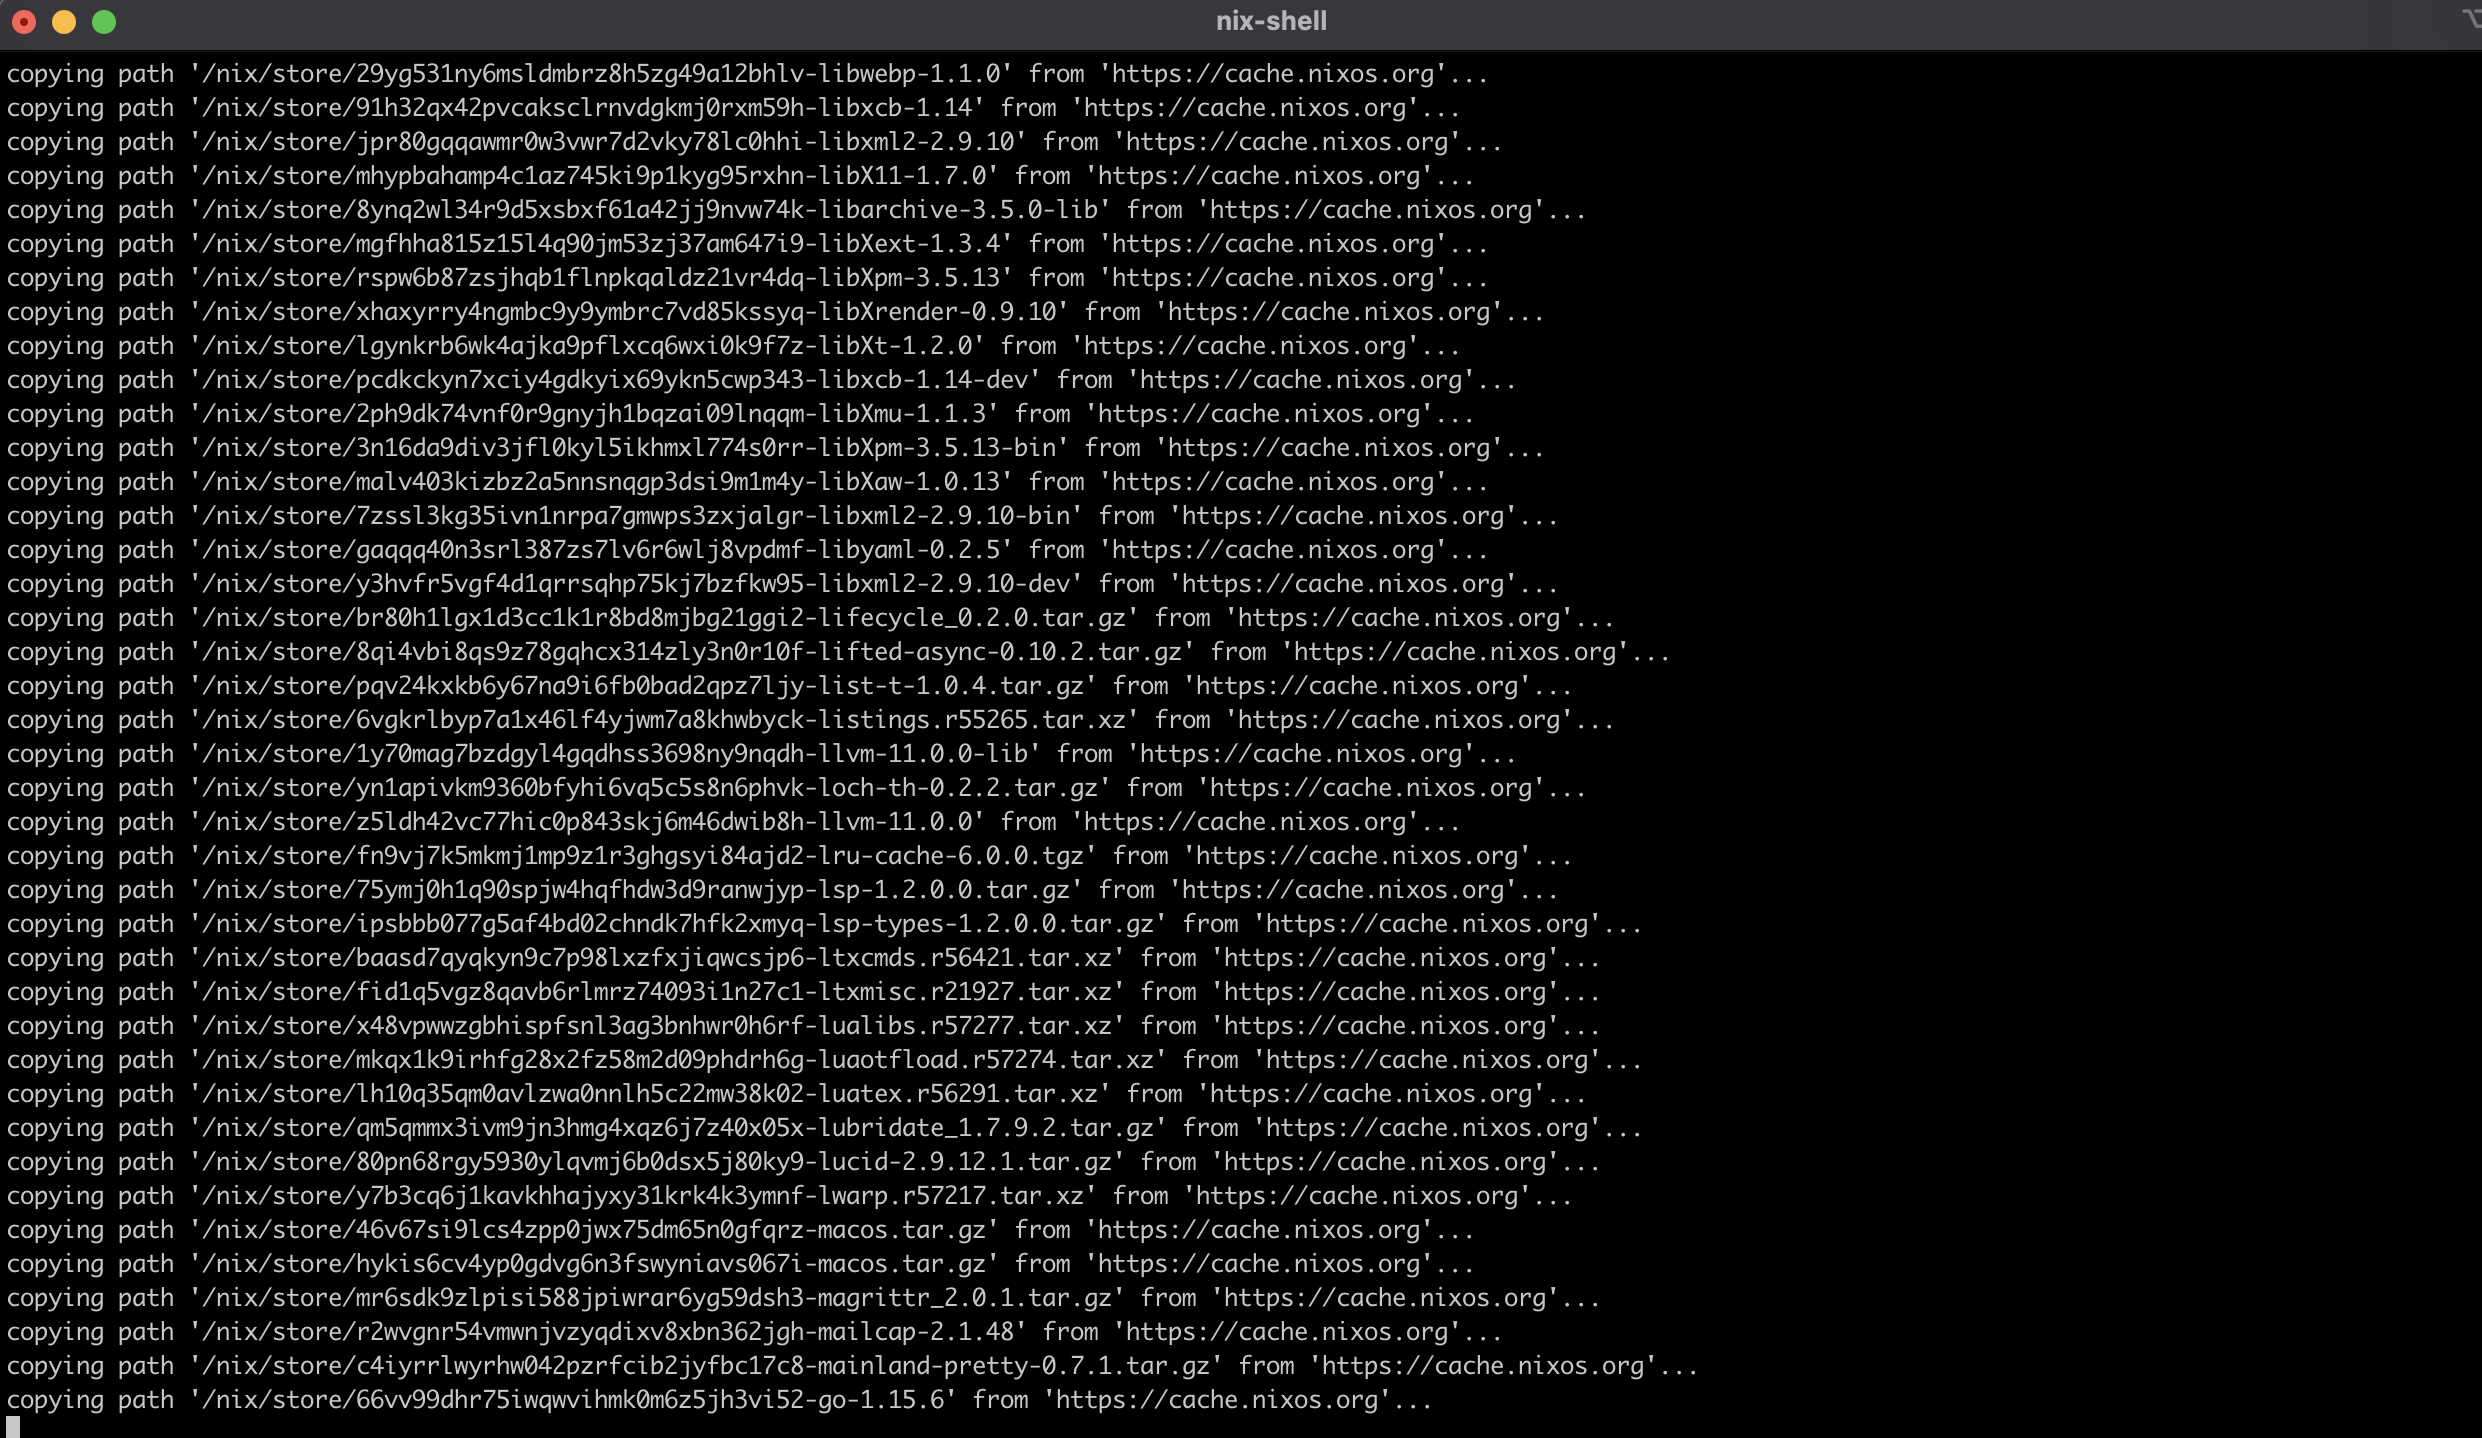 nix-shell
copying path '/nix/store/29yg531ny6msldmbrz8h5zg49a12bhlv-libwebp-1.1.0' from 'https://cache.nixos.org'...
copying path '/nix/store/91h32qx42pvcaksclrnvdgkmj0rxm59h-libxcb-1.14' from 'https://cache.nixos.org'...
copying path '/nix/store/jpr80gqqawmr0w3vwr7d2vky78lc0hhi-libxml2-2.9.10' from 'https://cache.nixos.org'...
copying path '/nix/store/mhypbahamp4c1az745ki9p1kyg95rxhn-libX11-1.7.0' from 'https://cache.nixos.org'...
copying path '/nix/store/8ynq2wl34r9d5xsbxf61a42jj9nvw74k-libarchive-3.5.0-lib' from 'https://cache.nixos.org'...
copying path '/nix/store/mgfhha815z15l4q90jm53zj37am647i9-libXext-1.3.4' from 'https://cache.nixos.org'...
copying path '/nix/store/rspw6b87zsjhqb1flnpkqaldz21vr4dq-libXpm-3.5.13' from 'https://cache.nixos.org'...
copying path '/nix/store/xhaxyrry4ngmbc9y9ymbrc7vd85kssyq-libXrender-0.9.10' from 'https://cache.nixos.org'...
copying path '/nix/store/lgynkrb6wk4ajka9pflxcq6wxi0k9f7z-libXt-1.2.0' from 'https://cache.nixos.org'...
copying path '/nix/store/pcdkckyn7xciy4gdkyix69ykn5cwp343-libxcb-1.14-dev' from 'https://cache.nixos.org'...
copying path '/nix/store/2ph9dk74vnf0r9gnyjh1bqzai09lnqqm-libXmu-1.1.3' from 'https://cache.nixos.org'...
copying path '/nix/store/3n16da9div3jfl0kyl5ikhmxl774s0rr-libXpm-3.5.13-bin' from 'https://cache.nixos.org'...
copying path '/nix/store/malv403kizbz2a5nnsnqgp3dsi9m1m4y-libXaw-1.0.13' from 'https://cache.nixos.org'...
copying path '/nix/store/7zssl3kg35ivn1nrpa7gmwps3zxjalgr-libxml2-2.9.10-bin' from 'https://cache.nixos.org'...
copying path '/nix/store/gaqqq40n3srl387zs7lv6r6wlj8vpdmf-libyaml-0.2.5' from 'https://cache.nixos.org'...
copying path '/nix/store/y3hvfr5vgf4d1qrrsqhp75kj7bzfkw95-libxml2-2.9.10-dev' from 'https://cache.nixos.org'...
copying path '/nix/store/br80h1lgx1d3cc1k1r8bd8mjbg21ggi2-lifecycle_0.2.0.tar.gz' from 'https://cache.nixos.org'...
copying path '/nix/store/8qi4vbi8qs9z78gqhcx314zly3n0r10f-lifted-async-0.10.2.tar.gz' from 'https://cache.nixos.org'...
copying path '/nix/store/pqv24kxkb6y67na9i6fb0bad2qpz7ljy-list-t-1.0.4.tar.gz' from 'https://cache.nixos.org'...
copying path '/nix/store/6vgkrlbyp7a1x46lf4yjwm7a8khwbyck-listings.r55265.tar.xz' from 'https://cache.nixos.org'...
copying path '/nix/store/1y70mag7bzdgyl4gqdhss3698ny9nqdh-llvm-11.0.0-lib' from 'https://cache.nixos.org'...
copying path '/nix/store/yn1apivkm9360bfyhi6vq5c5s8n6phvk-loch-th-0.2.2.tar.gz' from 'https://cache.nixos.org'...
copying path '/nix/store/z5ldh42vc77hic0p843skj6m46dwib8h-llvm-11.0.0' from 'https://cache.nixos.org'...
copying path '/nix/store/fn9vj7k5mkmj1mp9z1r3ghgsyi84ajd2-lru-cache-6.0.0.tgz' from 'https://cache.nixos.org'...
copying path '/nix/store/75ymj0h1q90spjw4hqfhdw3d9ranwjyp-lsp-1.2.0.0.tar.gz' from 'https://cache.nixos.org'...
copying path '/nix/store/ipsbbb077g5af4bd02chndk7hfk2xmyq-lsp-types-1.2.0.0.tar.gz' from 'https://cache.nixos.org'...
copying path '/nix/store/baasd7qyqkyn9c7p98lxzfxjiqwcsjp6-ltxcmds.r56421.tar.xz' from 'https://cache.nixos.org'...
copying path '/nix/store/fid1q5vgz8qavb6rlmrz74093i1n27c1-ltxmisc.r21927.tar.xz' from 'https://cache.nixos.org'...
copying path '/nix/store/x48vpwwzgbhispfsnl3ag3bnhwr0h6rf-lualibs.r57277.tar.xz' from 'https://cache.nixos.org'...
copying path '/nix/store/mkqx1k9irhfg28x2fz58m2d09phdrh6g-luaotfload.r57274.tar.xz' from 'https://cache.nixos.org'...
copying path '/nix/store/lh10q35qm0avlzwa0nnlh5c22mw38k02-luatex.r56291.tar.xz' from 'https://cache.nixos.org'...
copying path '/nix/store/qm5qmmx3ivm9jn3hmg4xqz6j7z40x05x-lubridate_1.7.9.2.tar.gz' from 'https://cache.nixos.org'...
copying path '/nix/store/80pn68rgy5930ylqvmj6b0dsx5j80ky9-lucid-2.9.12.1.tar.gz' from 'https://cache.nixos.org'...
copying path '/nix/store/y7b3cq6j1kavkhhajyxy31krk4k3ymnf-lwarp.r57217.tar.xz' from 'https://cache.nixos.org'...
copying path '/nix/store/46v67si9lcs4zpp0jwx75dm65n0gfqrz-macos.tar.gz' from 'https://cache.nixos.org'...
copying path '/nix/store/hykis6cv4yp0gdvg6n3fswyniavs067i-macos.tar.gz' from 'https://cache.nixos.org'...
copying path '/nix/store/mr6sdk9zlpisi588jpiwrar6yg59dsh3-magrittr_2.0.1.tar.gz' from 'https://cache.nixos.org'...
copying path '/nix/store/r2wvgnr54vmwnjvzyqdixv8xbn362jgh-mailcap-2.1.48' from 'https://cache.nixos.org'...
copying path '/nix/store/c4iyrrlwyrhw042pzrfcib2jyfbc17c8-mainland-pretty-0.7.1.tar.gz' from 'https://cache.nixos.org'...
copying path '/nix/store/66vv99dhr75iwqwvihmk0m6z5jh3vi52-go-1.15.6' from 'https://cache.nixos.org'...